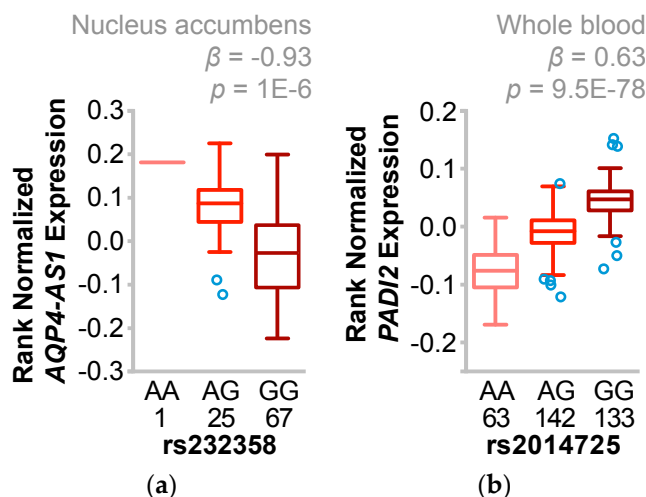 Nucleus accumbens
β = -0.93
p = 1E-6
Rank Normalized
AQP4-AS1 Expression
0.3
0.2
0.1
0.0
-0.1
-0.2
-0.3
AA AG GG
1 25 67
rs232358
(a)
Whole blood
β = 0.63
p = 9.5E-78
Rank Normalized
PADI2 Expression
0.2
0.1
0.0
-0.1
-0.2
AA AG GG
63 142 133
rs2014725
(b)